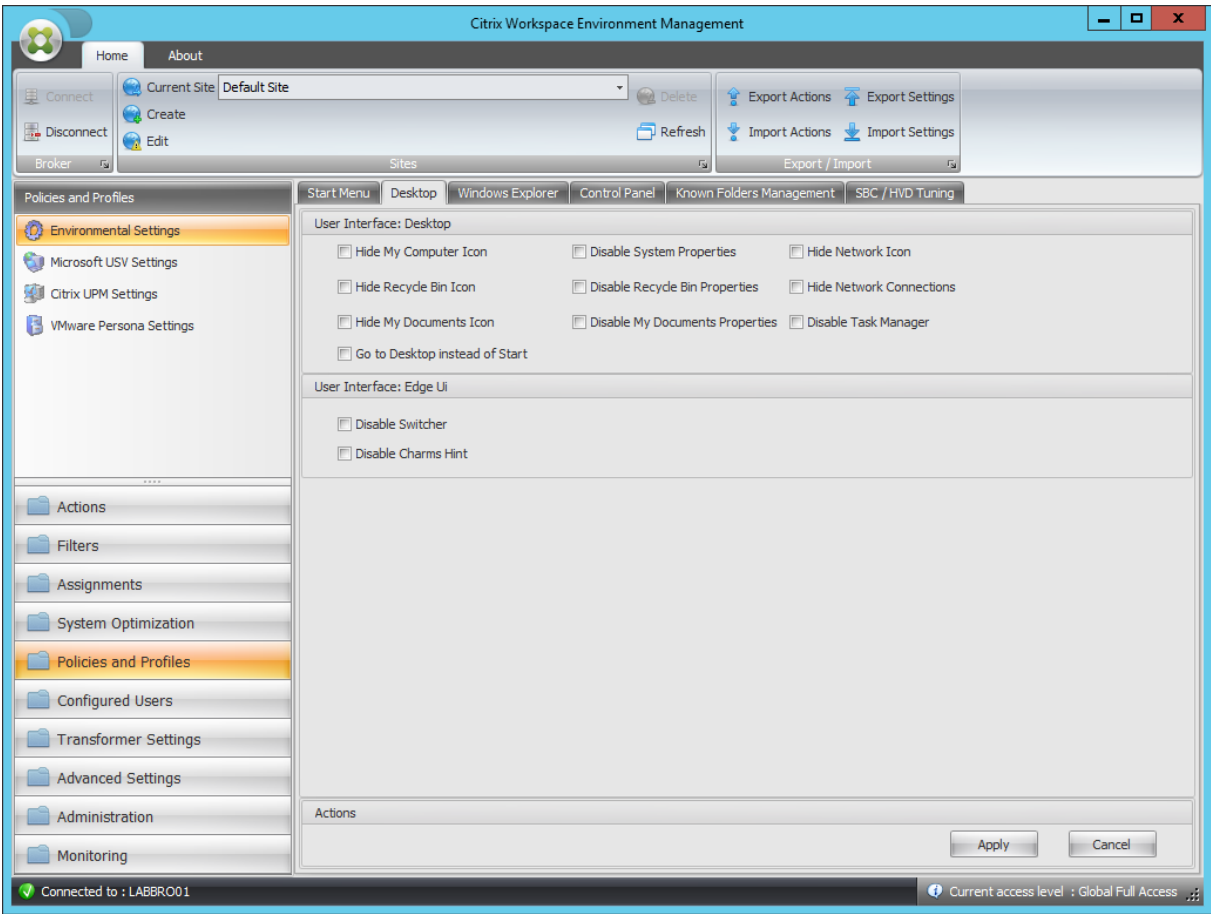 Citrix Workspace Environment Management
Home About
Connect
Disconnect
Broker
Current Site Default Site
Create
Edit
Delete
Refresh
Sites
Export Actions Export Settings
Import Actions Import Settings
Export / Import
Policies and Profiles
Environmental Settings
Microsoft USV Settings
Citrix UPM Settings
VMware Persona Settings
Actions
Filters
Assignments
System Optimization
Policies and Profiles
Configured Users
Transformer Settings
Advanced Settings
Administration
Monitoring
Start Menu Desktop Windows Explorer Control Panel Known Folders Management SBC / HVD Tuning
User Interface: Desktop
Hide My Computer Icon Disable System Properties Hide Network Icon
Hide Recycle Bin Icon Disable Recycle Bin Properties Hide Network Connections
Hide My Documents Icon Disable My Documents Properties Disable Task Manager
Go to Desktop instead of Start
User Interface: Edge Ui
Disable Switcher
Disable Charms Hint
Actions
Apply Cancel
Connected to : LABBRO01
Current access level : Global Full Access